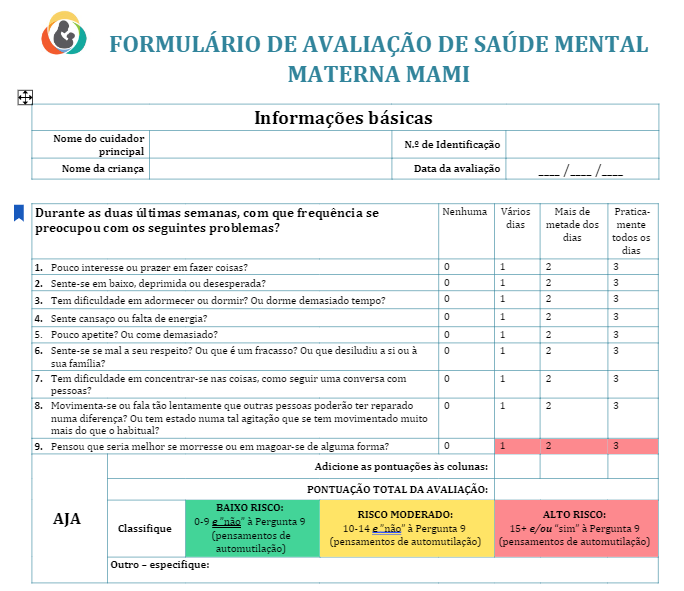 FORMULÁRIO DE AVALIAÇÃO DE SAÚDE MENTAL
MATERNA MAMI
Informações básicas
Nome do cuidador
principal
N.º de Identificação
Nome da criança
Data da avaliação
____ /____ /____
Durante as duas últimas semanas, com que frequência se
preocupou com os seguintes problemas?
Nenhuma
Vários
dias
Mais de
metade dos
dias
Pratica-
mente
todos os
dias
1. Pouco interesse ou prazer em fazer coisas? 0 1 2 3
2. Sente-se em baixo, deprimida ou desesperada? 0 1 2 3
3. Tem dificuldade em adormecer ou dormir? Ou dorme demasiado tempo? 0 1 2 3
4. Sente cansaço ou falta de energia? 0 1 2 3
5. Pouco apetite? Ou come demasiado? 0 1 2 3
6. Sente-se se mal a seu respeito? Ou que é um fracasso? Ou que desiludiu a si ou à 0 1 2 3
sua família?
7. Tem dificuldade em concentrar-se nas coisas, como seguir uma conversa com 0 1 2 3
pessoas?
8. Movimenta-se ou fala tão lentamente que outras pessoas poderão ter reparado 0 1 2 3
numa diferença? Ou tem estado numa tal agitação que se tem movimentado muito
mais do que o habitual?
9. Pensou que seria melhor se morresse ou em magoar-se de alguma forma? 0 1 2 3
Adicione as pontuações às colunas:
PONTUAÇÃO TOTAL DA AVALIAÇÃO:
AJA
Classifique
BAIXO RISCO:
0-9 e "não" à Pergunta 9
(pensamentos de
automutilação)
RISCO MODERADO:
10-14 e "não" à Pergunta 9
(pensamentos de automutilação)
ALTO RISCO:
15+ e/ou "sim" à Pergunta 9
(pensamentos de automutilação)
Outro – especifique: